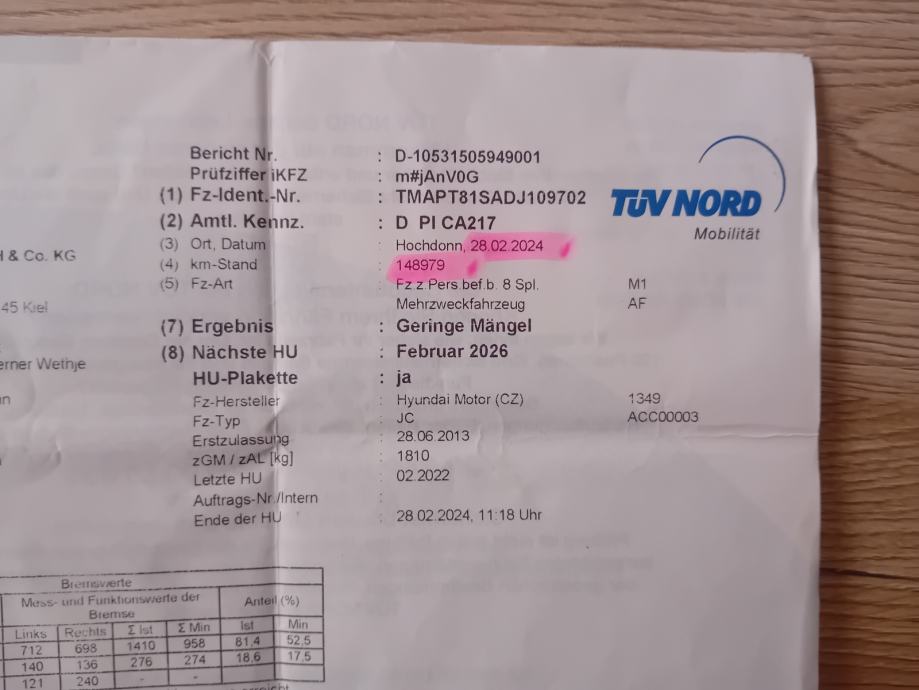 Bericht Nr. : D-10531505949001
Prüfziffer iKFZ : m#jAnV0G
(1) Fz-Ident.-Nr. : TMAPT81SADJ109702
TÜV NORD
Mobilität
(2) Amtl. Kennz. : D PI CA217
(3) Ort, Datum : Hochdonn, 28.02.2024
H & Co. KG
(4) km-Stand : 148979
(5) Fz-Art : Fz z.Pers.bef.b. 8 Spl. M1
Mehrzweckfahrzeug AF
45 Kiel
(7) Ergebnis : Geringe Mängel
(8) Nächste HU : Februar 2026
erner Wethje
HU-Plakette : ja
Fz-Hersteller : Hyundai Motor (CZ) 1349
Fz-Typ : JC ACC00003
Erstzulassung : 28.06.2013
zGM / zAL [kg] : 1810
Letzte HU : 02.2022
Auftrags-Nr./Intern :
Ende der HU : 28.02.2024, 11:18 Uhr
Bremswerte
Mess- und Funktionswerte der Bremse Anteil (%)
Links Rechts Σ Ist Σ Min Ist Min
712 698 1410 958 81,4 52,5
140 136 276 274 18,6 17,5
121 240 - -